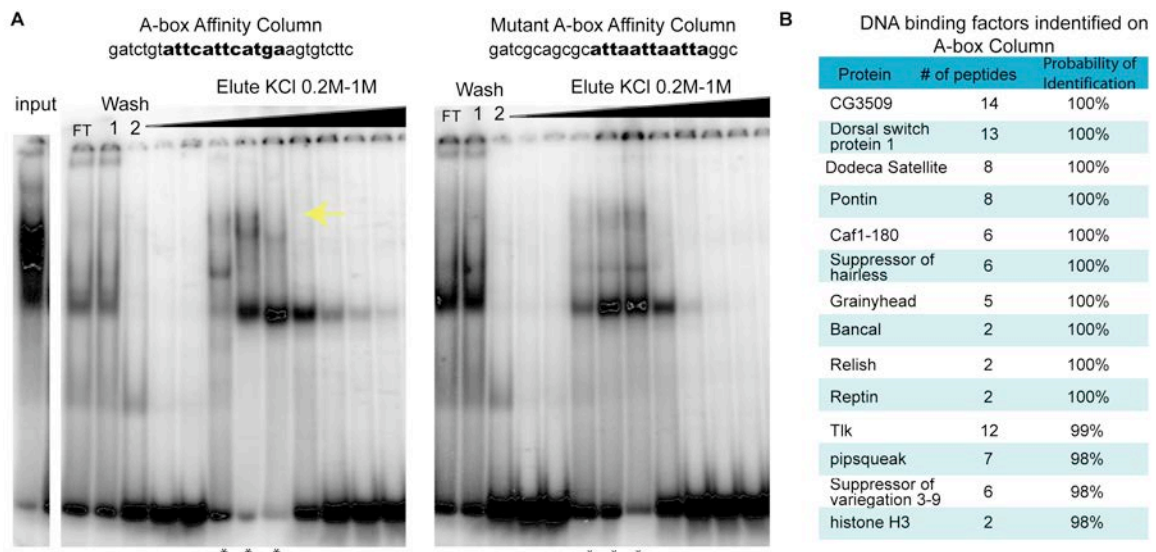 A
A-box Affinity Column
gatctgtattcattcatgaagtgtcttc
Mutant A-box Affinity Column
gatcgcagcgcattaattaattaggc
input
Wash
Elute KCl 0.2M-1M
FT 1 2
Wash
Elute KCl 0.2M-1M
FT 1 2
* * *
* * *
B
DNA binding factors indentified on
A-box Column
Protein # of peptides Probability of
Identification
CG3509 14 100%
Dorsal switch
protein 1 13 100%
Dodeca Satellite 8 100%
Pontin 8 100%
Caf1-180 6 100%
Suppressor of
hairless 6 100%
Grainyhead 5 100%
Bancal 2 100%
Relish 2 100%
Reptin 2 100%
Tlk 12 99%
pipsqueak 7 98%
Suppressor of
variegation 3-9 6 98%
histone H3 2 98%